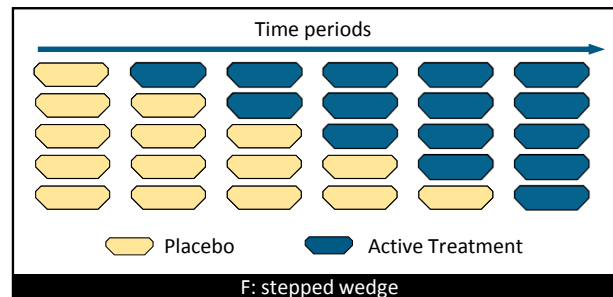 Time periods
Placebo
Active Treatment
F: stepped wedge